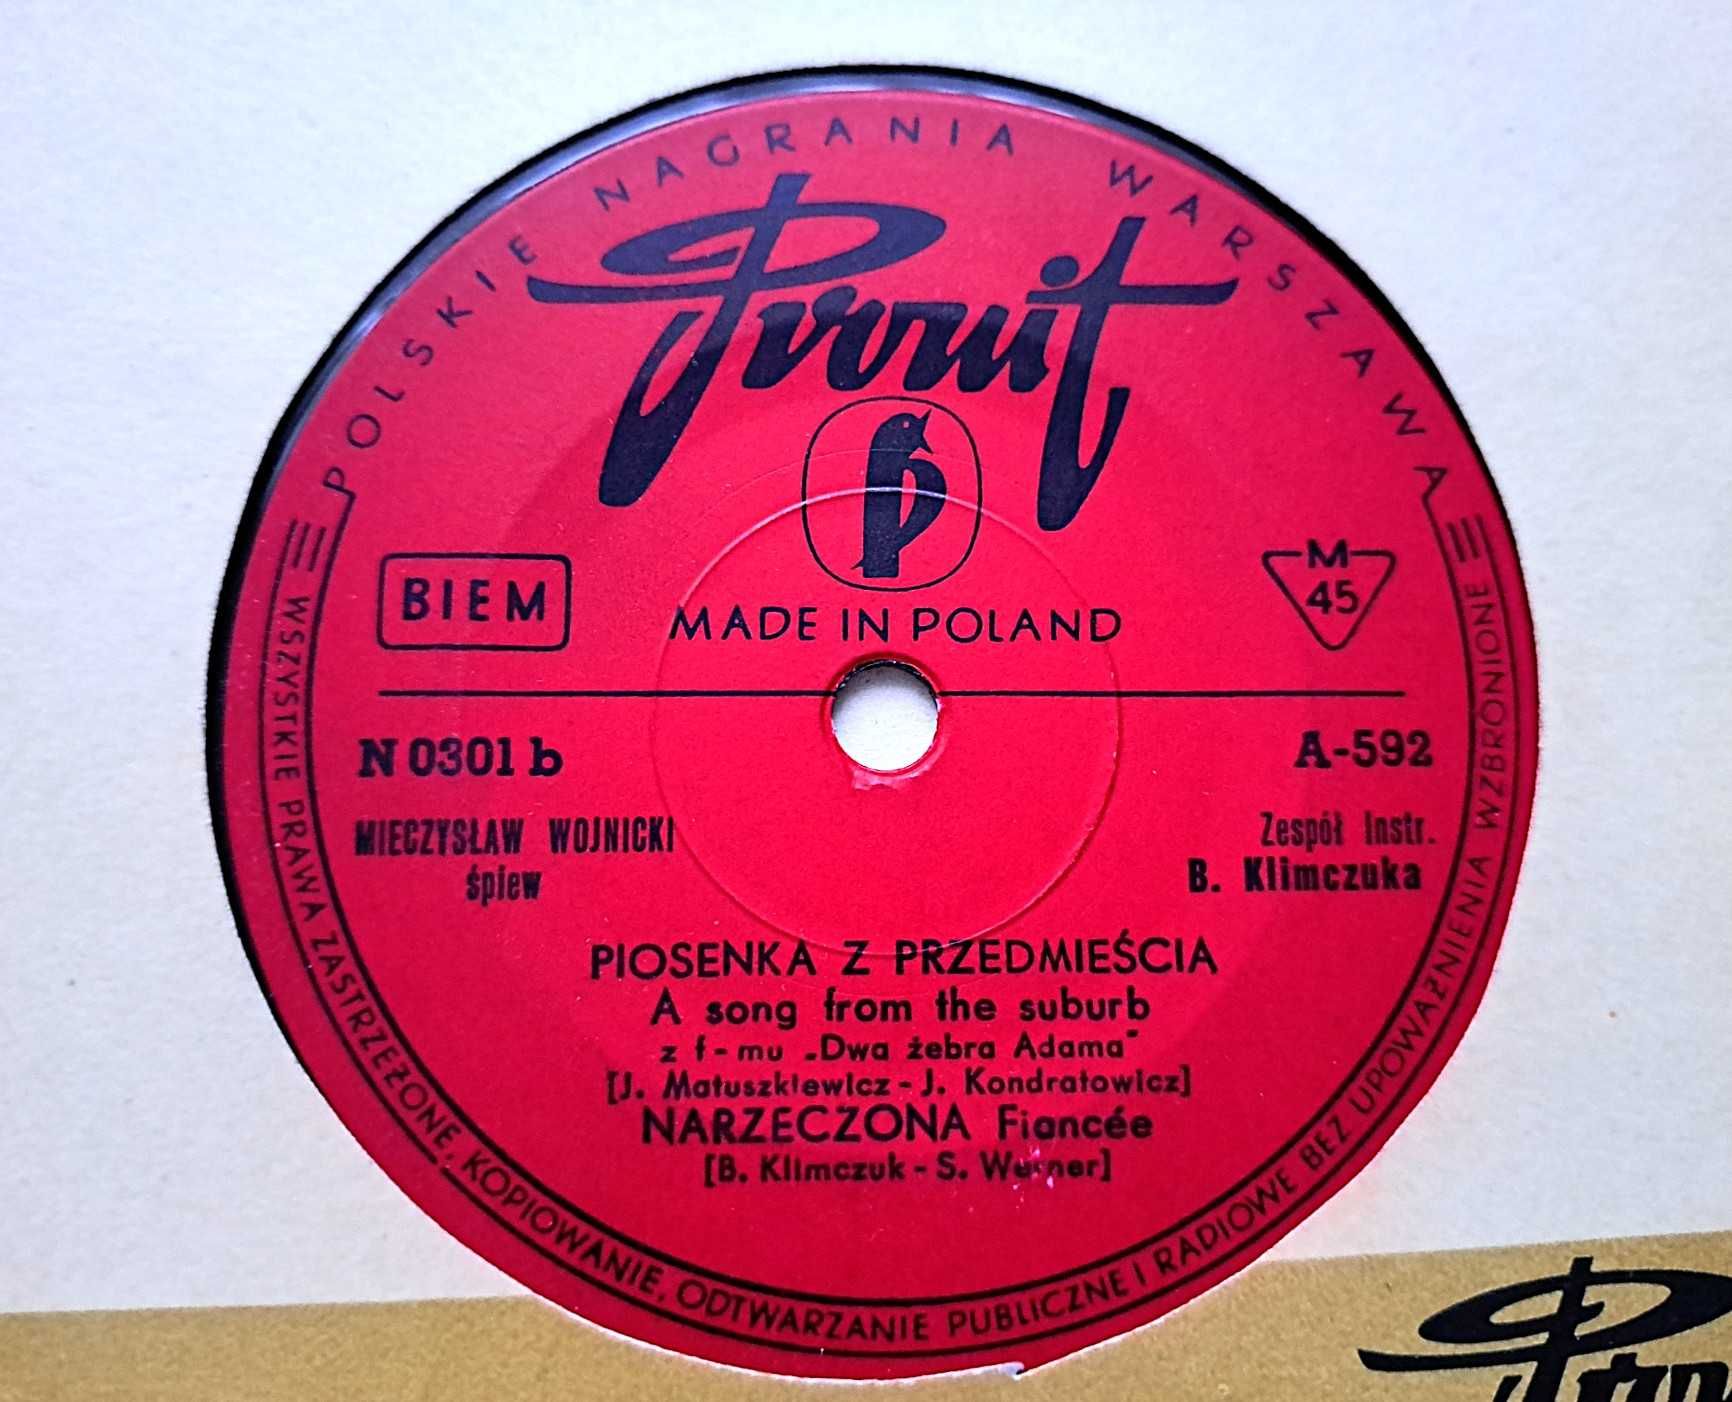 POLSKIE NAGRANIA WARSZAWA
Pronit
BIEM
M
45
MADE IN POLAND
N 0301 b
A-592
MIECZYSŁAW WOJNICKI
śpiew
Zespół Instr.
B. Klimczuka
PIOSENKA Z PRZEDMIEŚCIA
A song from the suburb
z f-mu „Dwa żebra Adama"
[J. Matuszkiewicz - J. Kondratowicz]
NARZECZONA Fiancée
[B. Klimczuk - S. Werner]
WSZYSTKIE PRAWA ZASTRZEŻONE, KOPIOWANIE, ODTWARZANIE PUBLICZNE I RADIOWE BEZ UPOWAŻNIENIA WZBRONIONE